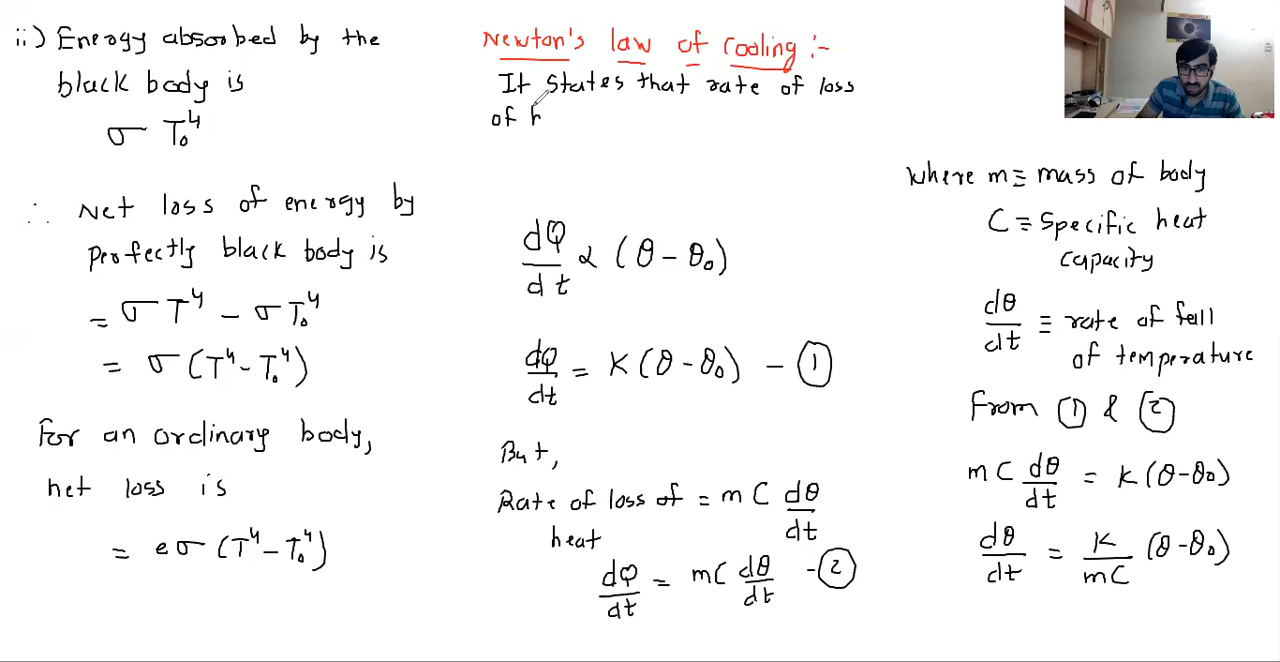 ii) Energy absorbed by the
black body is
σ T₀⁴
∴ Net loss of energy by
perfectly black body is
= σT⁴ - σT₀⁴
= σ(T⁴-T₀⁴)
For an ordinary body,
net loss is
= eσ(T⁴-T₀⁴)
Newton's law of cooling :-
It states that rate of loss
of h
dQ/dt ∝ (θ-θ₀)
dQ/dt = K(θ-θ₀) - ①
But,
Rate of loss of = mC dθ/dt
heat
dQ/dt = mC dθ/dt - ②
where m ≡ mass of body
C ≡ Specific heat
capacity
dθ/dt ≡ rate of fall
of temperature
From ① & ②
mC dθ/dt = K(θ-θ₀)
dθ/dt = K/mC (θ-θ₀)